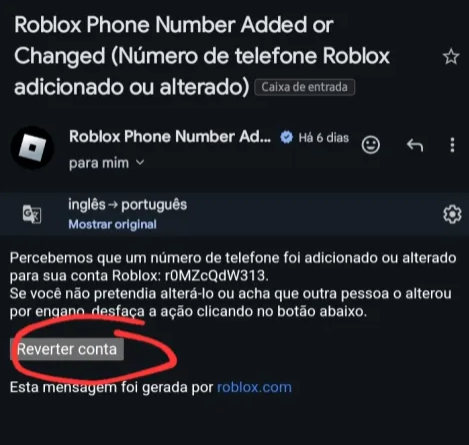 Roblox Phone Number Added or
Changed (Número de telefone Roblox
adicionado ou alterado) Caixa de entrada
Roblox Phone Number Ad... Há 6 dias
para mim
inglês → português
Mostrar original
Percebemos que um número de telefone foi adicionado ou alterado
para sua conta Roblox: r0MZcQdW313.
Se você não pretendia alterá-lo ou acha que outra pessoa o alterou
por engano, desfaça a ação clicando no botão abaixo.
Reverter conta
Esta mensagem foi gerada por roblox.com